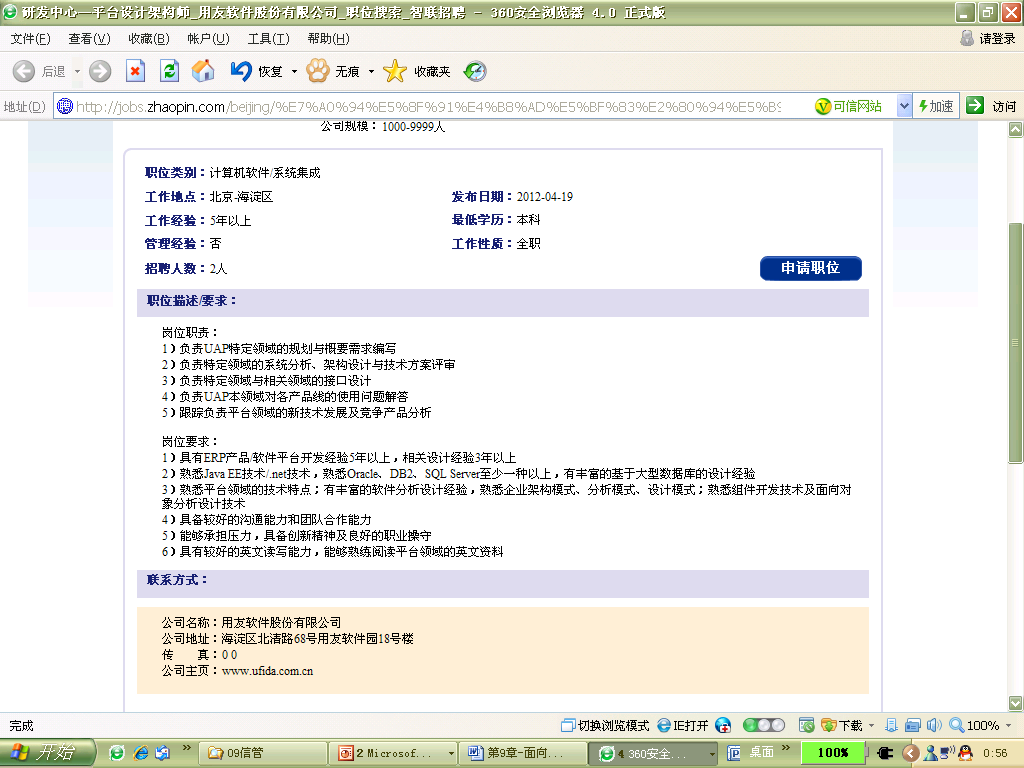 研发中心—平台设计架构师_用友软件股份有限公司_职位搜索_智联招聘 - 360安全浏览器 4.0 正式版
文件(F) 查看(V) 收藏(B) 帐户(U) 工具(T) 帮助(H) 请登录
后退 恢复 无痕 收藏夹
地址(D) http://jobs.zhaopin.com/beijing/%E7%A0%94%E5%8F%91%E4%B8%AD%E5%BF%83%E2%80%94%E5%B9 可信网站 加速 访问
公司规模：1000-9999人
职位类别：计算机软件/系统集成
工作地点：北京-海淀区 发布日期：2012-04-19
工作经验：5年以上 最低学历：本科
管理经验：否 工作性质：全职
招聘人数：2人
申请职位
职位描述/要求：
岗位职责：
1）负责UAP特定领域的规划与概要需求编写
2）负责特定领域的系统分析、架构设计与技术方案评审
3）负责特定领域与相关领域的接口设计
4）负责UAP本领域对各产品线的使用问题解答
5）跟踪负责平台领域的新技术发展及竞争产品分析
岗位要求：
1）具有ERP产品/软件平台开发经验5年以上，相关设计经验3年以上
2）熟悉Java EE技术/.net技术，熟悉Oracle、DB2、SQL Server至少一种以上，有丰富的基于大型数据库的设计经验
3）熟悉平台领域的技术特点；有丰富的软件分析设计经验，熟悉企业架构模式、分析模式、设计模式；熟悉组件开发技术及面向对
象分析设计技术
4）具备较好的沟通能力和团队合作能力
5）能够承担压力，具备创新精神及良好的职业操守
6）具有较好的英文读写能力，能够熟练阅读平台领域的英文资料
联系方式：
公司名称：用友软件股份有限公司
公司地址：海淀区北清路68号用友软件园18号楼
传 真：0 0
公司主页：www.ufida.com.cn
完成 切换浏览模式 IE打开 下载 100%
开始 09信管 2 Microsof... 第9章-面向... 4 360安全... 桌面 100% 0:56